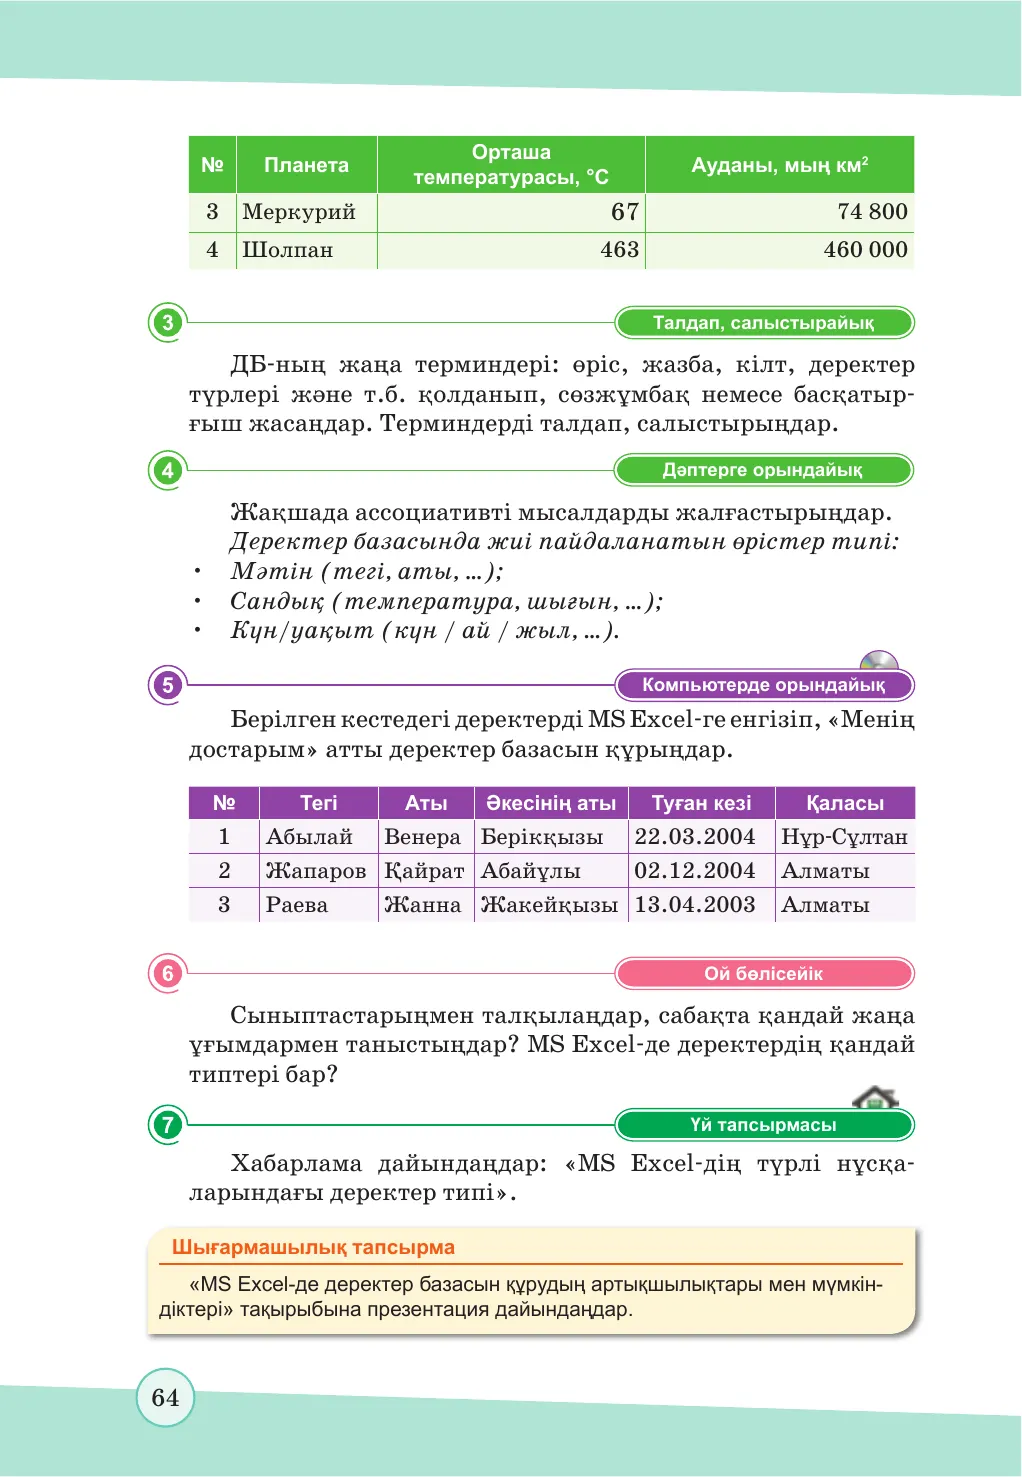 № Планета Орташа температурасы, °C Ауданы, мың км²
3 Меркурий 67 74 800
4 Шолпан 463 460 000
3 Талдап, салыстырайық
ДБ-ның жаңа терминдері: өріс, жазба, кілт, деректер
түрлері және т.б. қолданып, сөзжұмбақ немесе басқатыр-
ғыш жасаңдар. Терминдерді талдап, салыстырыңдар.
4 Дәптерге орындайық
Жақшада ассоциативті мысалдарды жалғастырыңдар.
Деректер базасында жиі пайдаланатын өрістер типі:
• Мәтін (тегі, аты, ...);
• Сандық (температура, шығын, ...);
• Күн/уақыт (күн / ай / жыл, ...).
5 Компьютерде орындайық
Берілген кестедегі деректерді MS Excel-ге енгізіп, «Менің
достарым» атты деректер базасын құрыңдар.
№ Тегі Аты Әкесінің аты Туған кезі Қаласы
1 Абылай Венера Берікқызы 22.03.2004 Нұр-Сұлтан
2 Жапаров Қайрат Абайұлы 02.12.2004 Алматы
3 Раева Жанна Жакейқызы 13.04.2003 Алматы
6 Ой бөлісейік
Сыныптастарыңмен талқылаңдар, сабақта қандай жаңа
ұғымдармен таныстыңдар? MS Excel-де деректердің қандай
типтері бар?
7 Үй тапсырмасы
Хабарлама дайындаңдар: «MS Excel-дің түрлі нұсқа-
ларындағы деректер типі».
Шығармашылық тапсырма
«MS Excel-де деректер базасын құрудың артықшылықтары мен мүмкін-
діктері» тақырыбына презентация дайындаңдар.
64